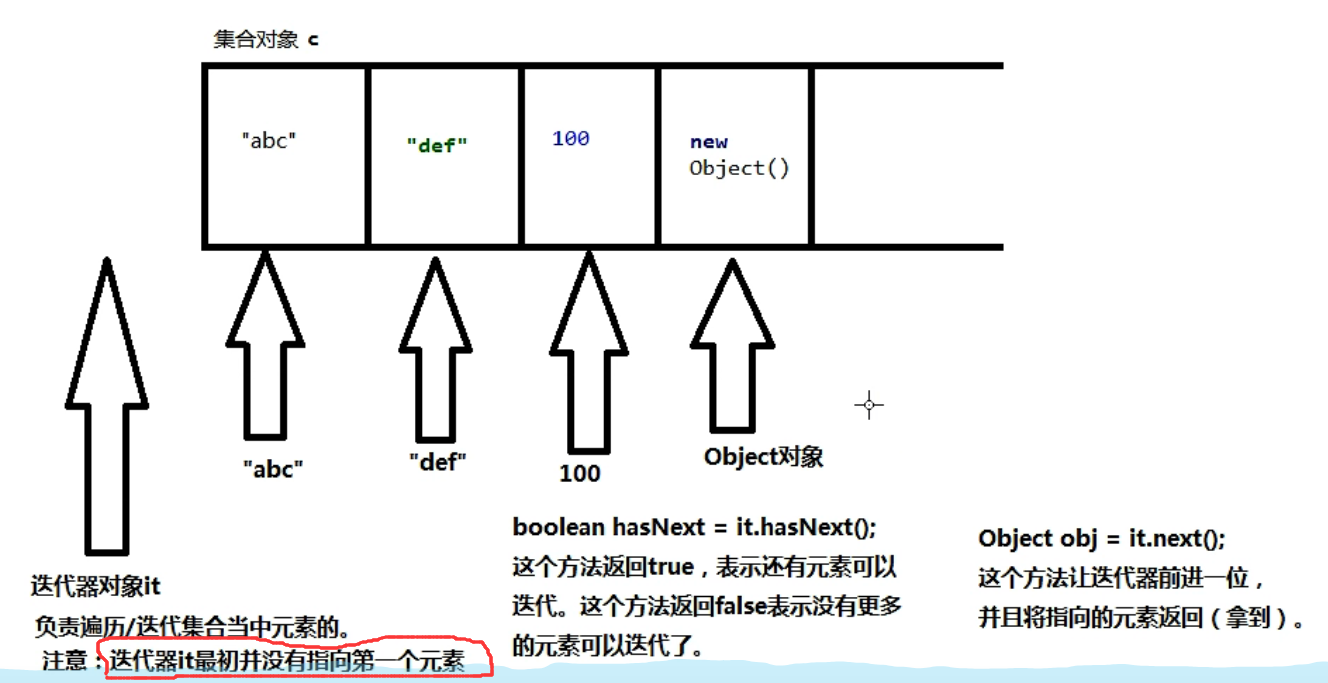 集合对象 c
"abc"
"def"
100
new
Object()
"abc"
"def"
100
Object对象
迭代器对象it
负责遍历/迭代集合当中元素的。
注意：迭代器it最初并没有指向第一个元素
boolean hasNext = it.hasNext();
这个方法返回true，表示还有元素可以
迭代。这个方法返回false表示没有更多
的元素可以迭代了。
Object obj = it.next();
这个方法让迭代器前进一位，
并且将指向的元素返回（拿到）。